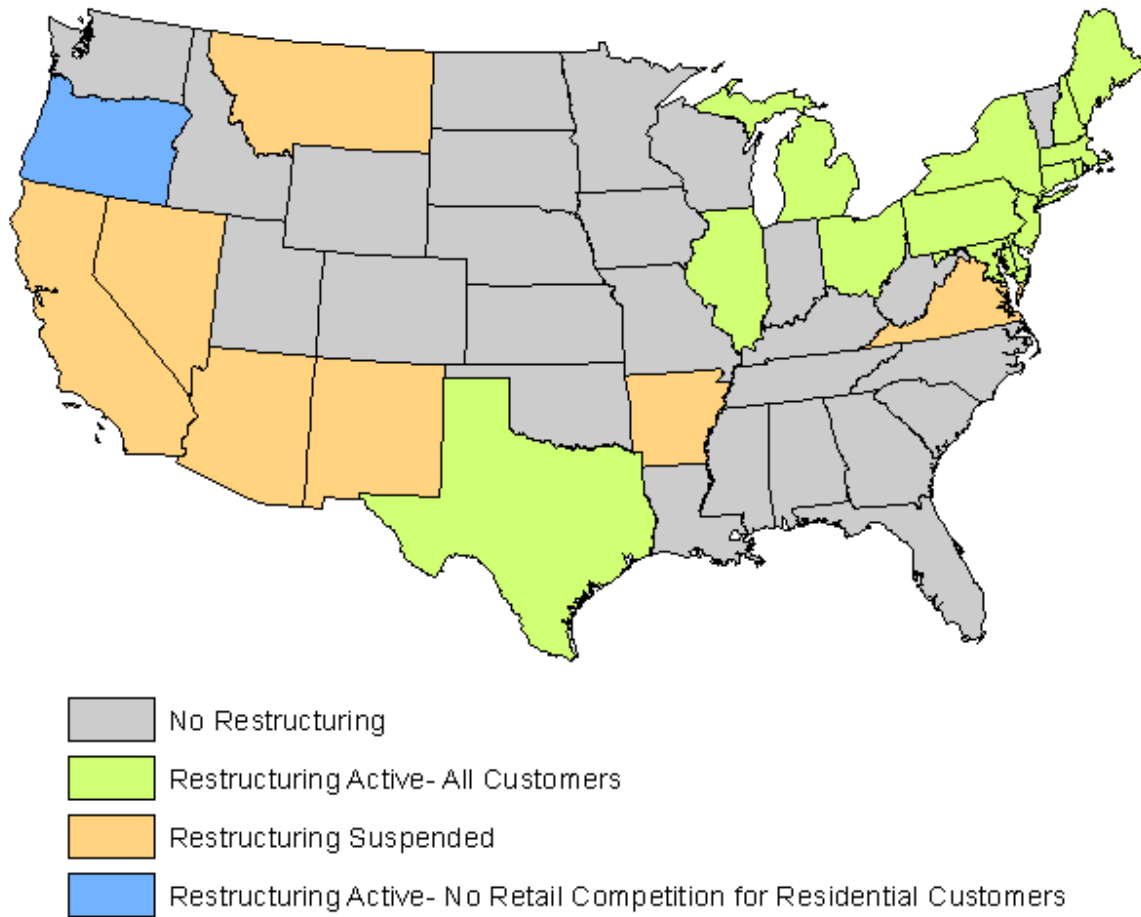 No Restructuring
Restructuring Active- All Customers
Restructuring Suspended
Restructuring Active- No Retail Competition for Residential Customers